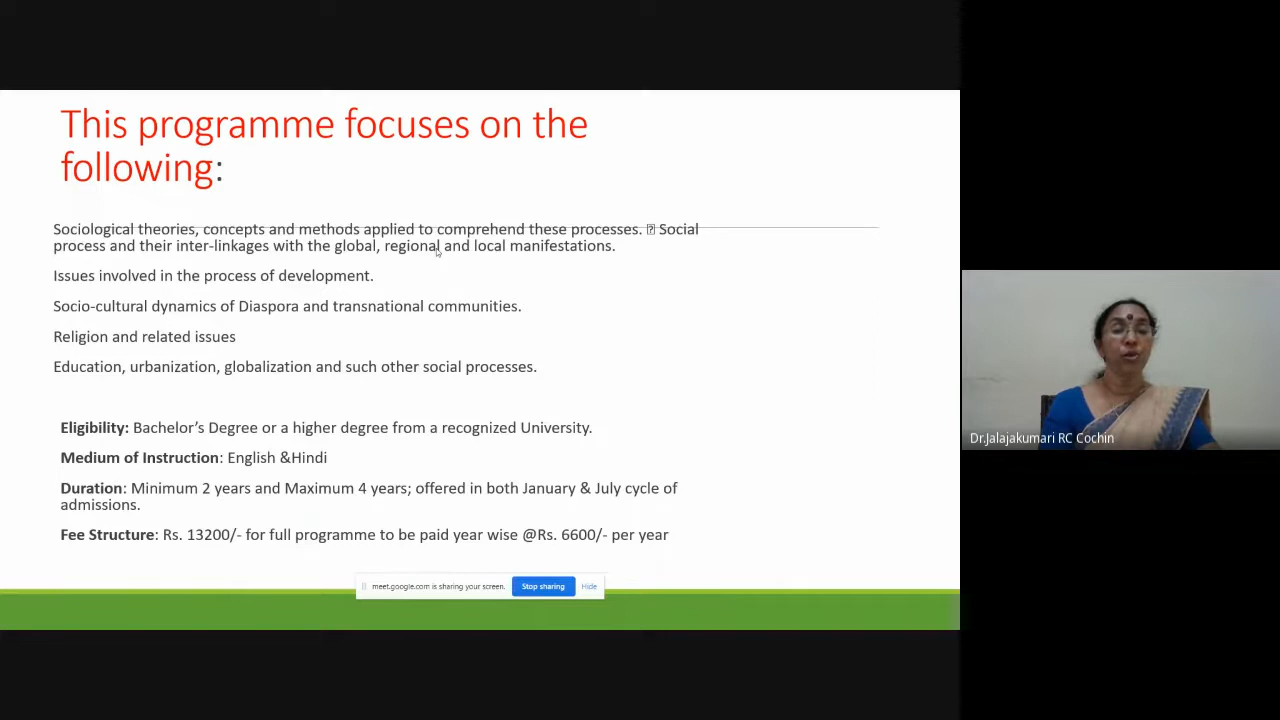 This programme focuses on the
following:
Sociological theories, concepts and methods applied to comprehend these processes. Social
process and their inter-linkages with the global, regional and local manifestations.
Issues involved in the process of development.
Socio-cultural dynamics of Diaspora and transnational communities.
Religion and related issues
Education, urbanization, globalization and such other social processes.
Eligibility: Bachelor’s Degree or a higher degree from a recognized University.
Medium of Instruction: English &Hindi
Duration: Minimum 2 years and Maximum 4 years; offered in both January & July cycle of
admissions.
Fee Structure: Rs. 13200/- for full programme to be paid year wise @Rs. 6600/- per year
meet.google.com is sharing your screen. Stop sharing Hide
Dr.Jalajakumari RC Cochin